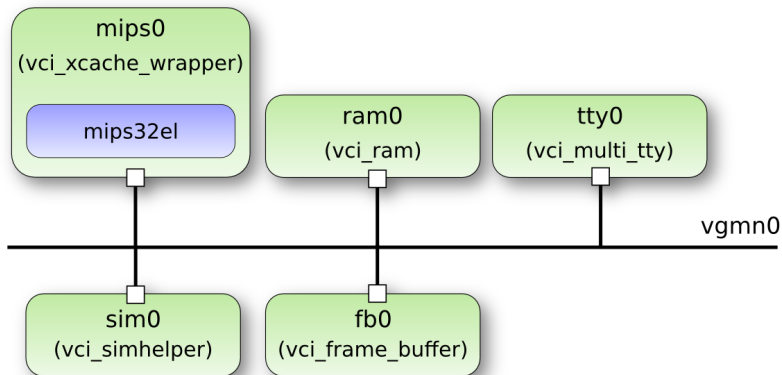 mips0
(vci_xcache_wrapper)
mips32el
ram0
(vci_ram)
tty0
(vci_multi_tty)
vgmn0
sim0
(vci_simhelper)
fb0
(vci_frame_buffer)